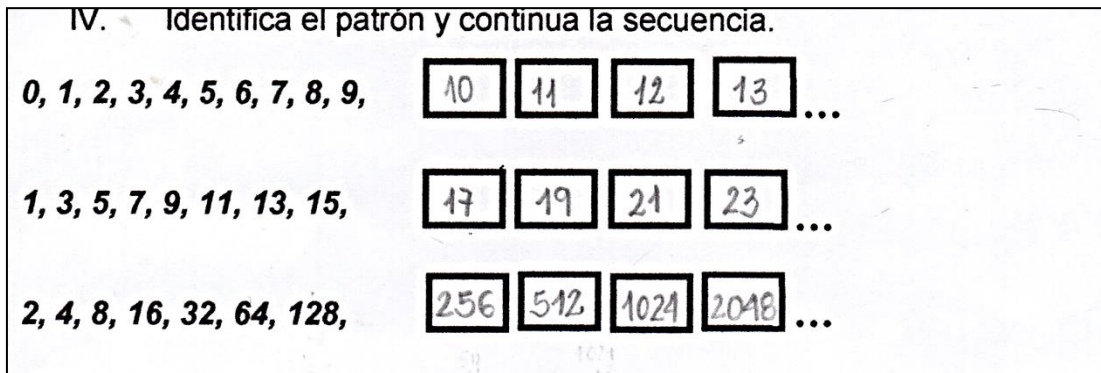 IV. Identifica el patrón y continua la secuencia.
0, 1, 2, 3, 4, 5, 6, 7, 8, 9, 10 11 12 13 ...
1, 3, 5, 7, 9, 11, 13, 15, 17 19 21 23 ...
2, 4, 8, 16, 32, 64, 128, 256 512 1024 2048 ...